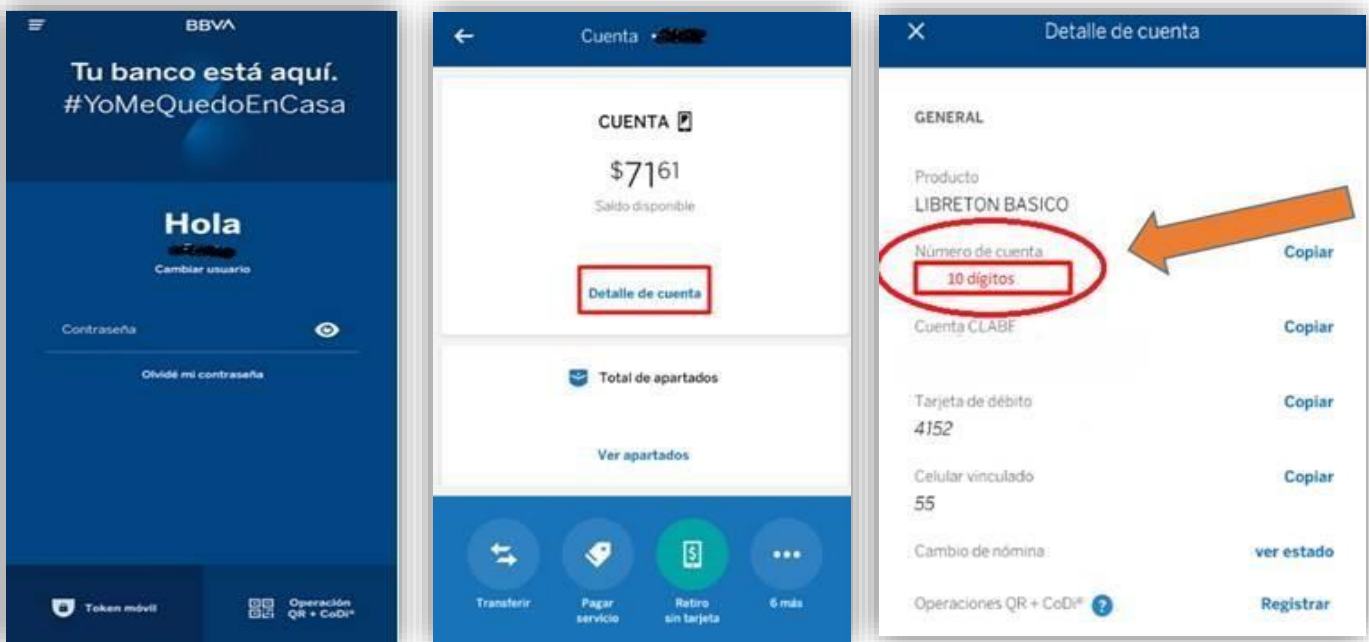 BBVA
Tu banco está aquí.
#YoMeQuedoEnCasa
Hola
Cambiar usuario
Contraseña
Olvidé mi contraseña
Token móvil
Operación
QR + CoDi®
Cuenta
CUENTA
$7161
Saldo disponible
Detalle de cuenta
Total de apartados
Ver apartados
Transferir
Pagar
servicio
Retiro
sin tarjeta
6 más
Detalle de cuenta
GENERAL
Producto
LIBRETON BASICO
Número de cuenta
Copiar
10 dígitos
Cuenta CLABE
Copiar
Tarjeta de débito
Copiar
4152
Celular vinculado
Copiar
55
Cambio de nómina
ver estado
Operaciones QR + CoDi® ?
Registrar